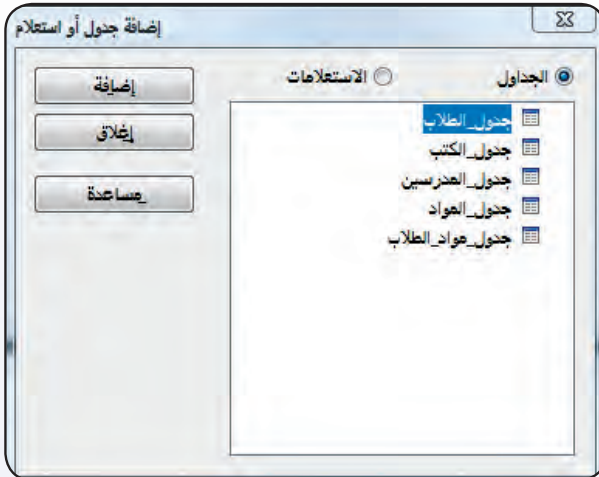 إضافة جدول أو استعلام
الجداول
الاستعلامات
جدول_الطلاب
جدول_الكتب
جدول_المدرسين
جدول_المواد
جدول_مواد_الطلاب
إضافة
إغلاق
مساعدة